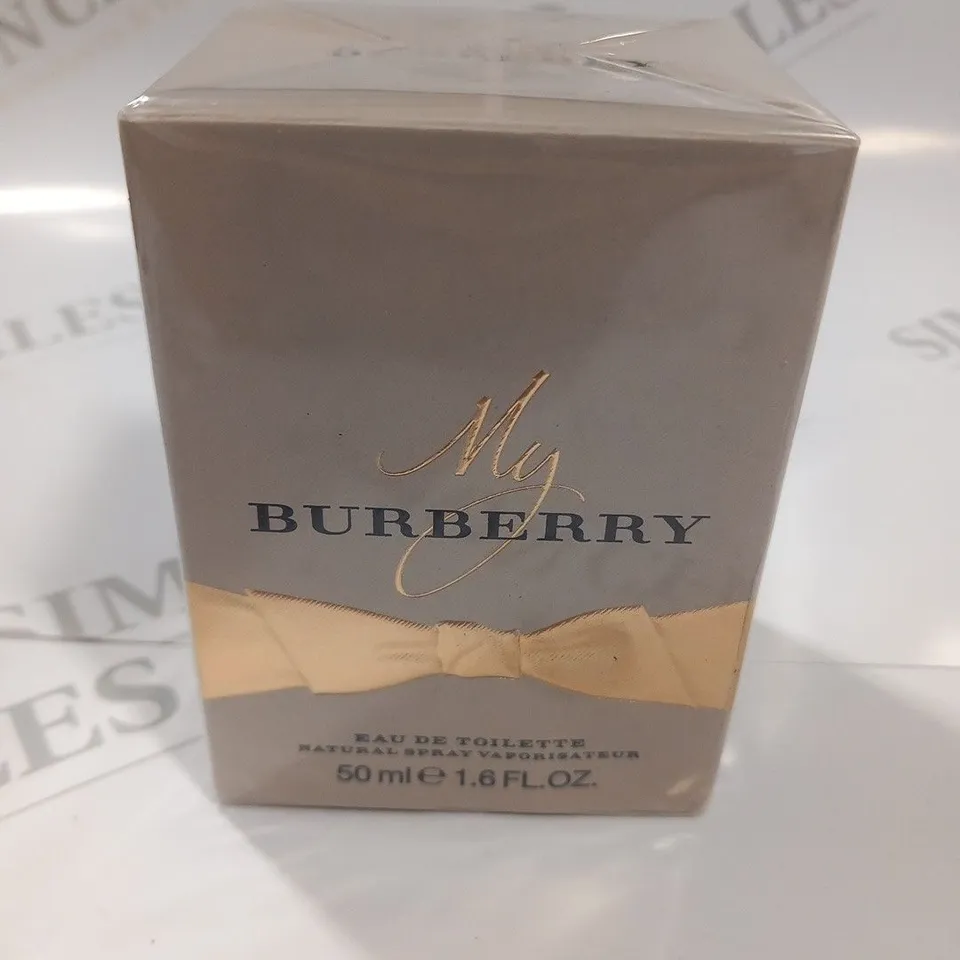 My
BURBERRY
EAU DE TOILETTE
NATURAL SPRAY VAPORISATEUR
50 ml e 1.6 FL.OZ.